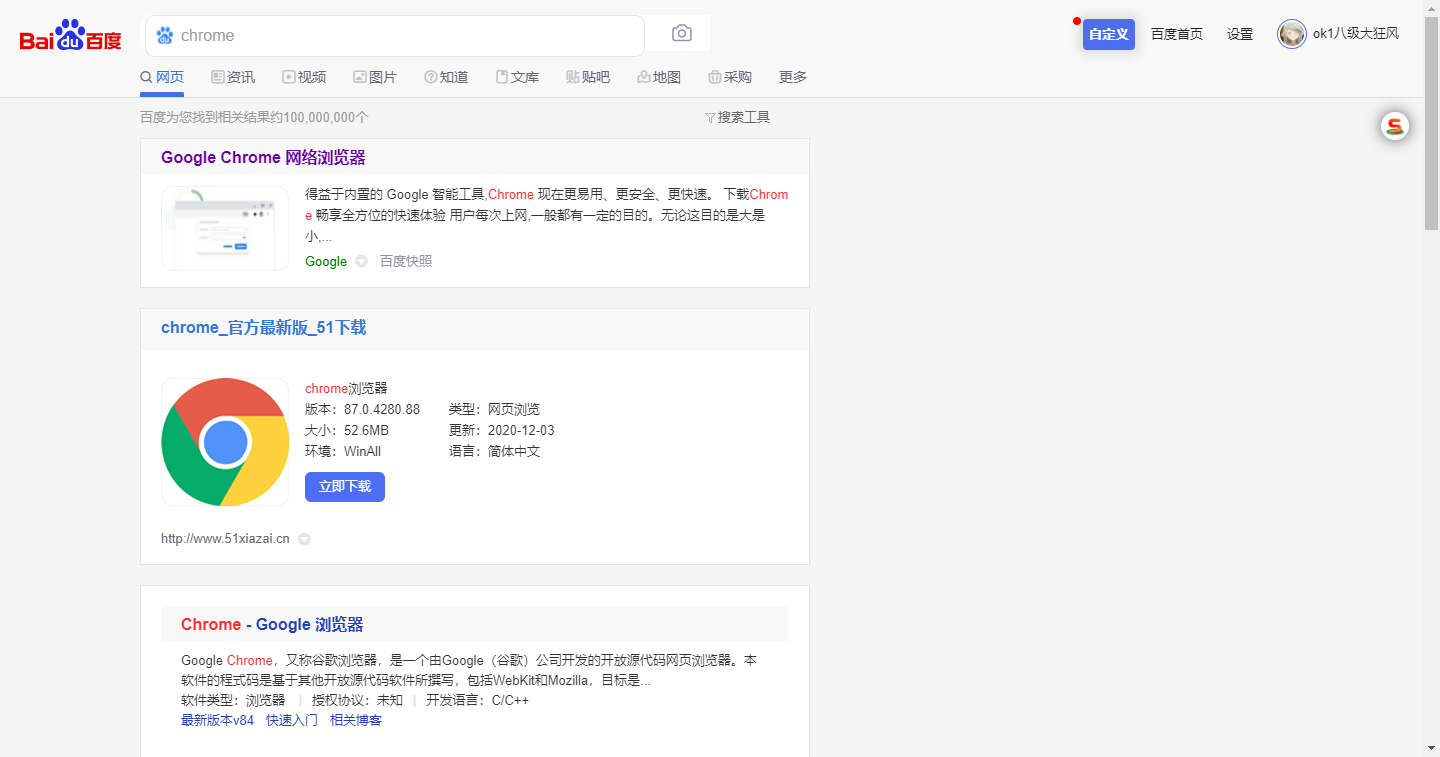 Bai du 百度
chrome
自定义 百度首页 设置 ok1八级大狂风
网页 资讯 视频 图片 知道 文库 贴吧 地图 采购 更多
百度为您找到相关结果约100,000,000个 搜索工具
Google Chrome 网络浏览器
得益于内置的 Google 智能工具,Chrome 现在更易用、更安全、更快速。 下载Chrom
e 畅享全方位的快速体验 用户每次上网,一般都有一定的目的。无论这目的是大是
小,...
Google 百度快照
chrome_官方最新版_51下载
chrome浏览器
版本：87.0.4280.88 类型：网页浏览
大小：52.6MB 更新：2020-12-03
环境：WinAll 语言：简体中文
立即下载
http://www.51xiazai.cn
Chrome - Google 浏览器
Google Chrome，又称谷歌浏览器，是一个由Google（谷歌）公司开发的开放源代码网页浏览器。本
软件的程式码是基于其他开放源代码软件所撰写，包括WebKit和Mozilla，目标是...
软件类型：浏览器 | 授权协议：未知 | 开发语言：C/C++
最新版本v84 快速入门 相关博客